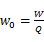 w₀ = W/Q